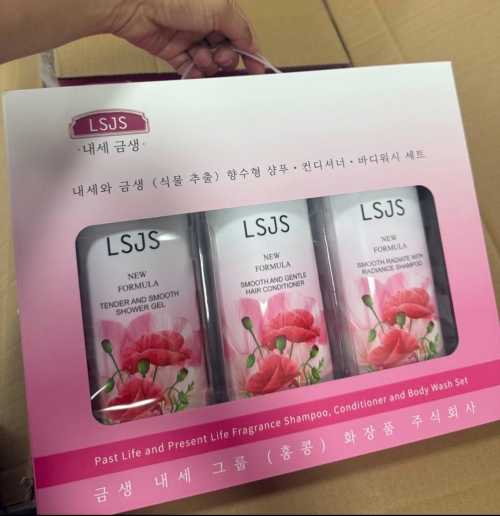 LSJS
·내세 금생·
내세와 금생 (식물 추출) 향수형 샴푸·컨디셔너·바디워시 세트
LSJS
NEW
FORMULA
TENDER AND SMOOTH
SHOWER GEL
LSJS
NEW
FORMULA
SMOOTH AND GENTLE
HAIR CONDITIONER
LSJS
NEW
FORMULA
SMOOTH RADIATE WITH
RADIANCE SHAMPOO
Past Life and Present Life Fragrance Shampoo, Conditioner and Body Wash Set
금생 내세 그룹 (홍콩) 화장품 주식회사